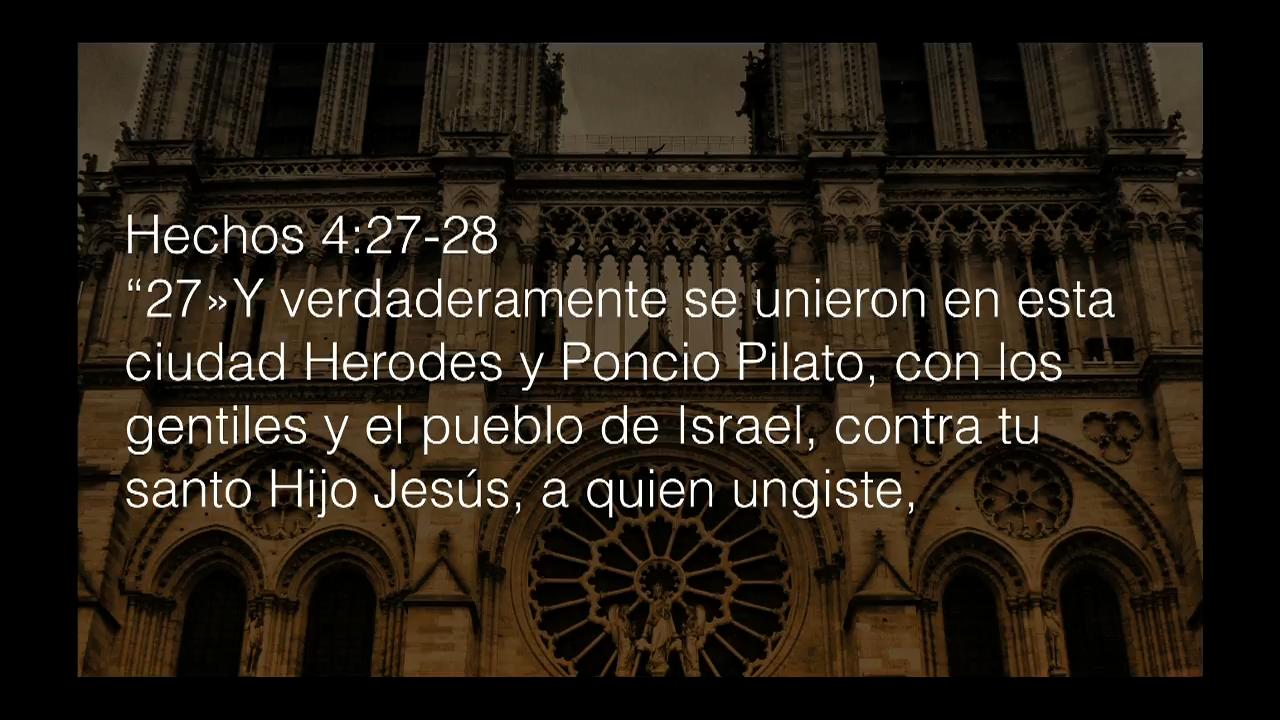 Hechos 4:27-28
“27»Y verdaderamente se unieron en esta
ciudad Herodes y Poncio Pilato, con los
gentiles y el pueblo de Israel, contra tu
santo Hijo Jesús, a quien ungiste,